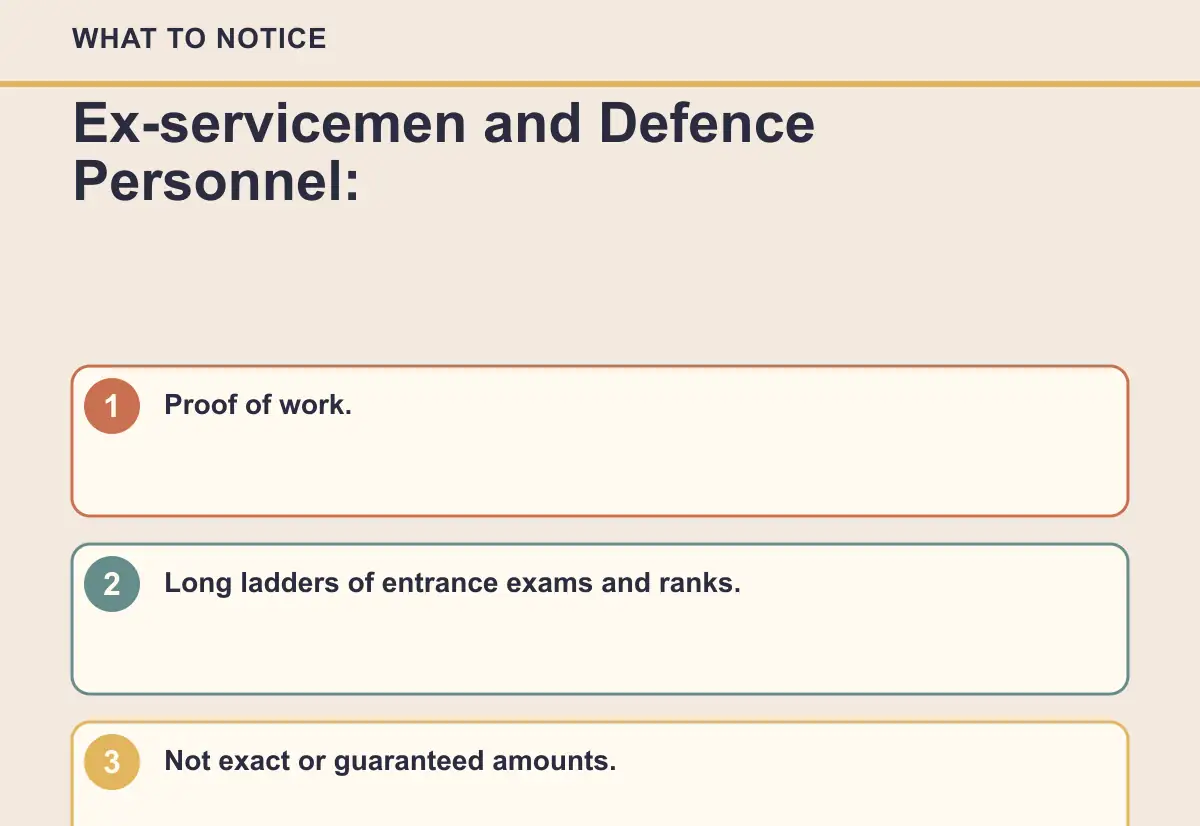 WHAT TO NOTICE
Ex-servicemen and Defence
Personnel:
1 Proof of work.
2 Long ladders of entrance exams and ranks.
3 Not exact or guaranteed amounts.